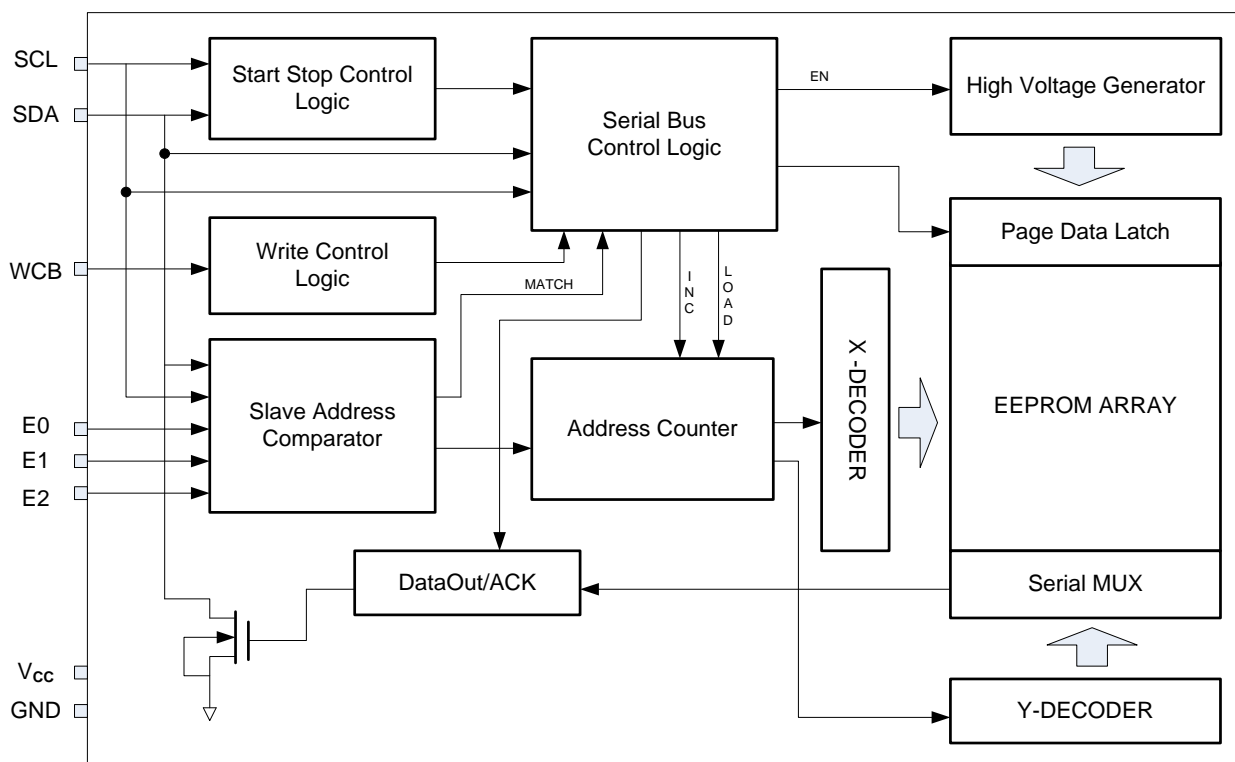 SCL
SDA
WCB
E0
E1
E2
Vcc
GND
Start Stop Control
Logic
Write Control
Logic
Slave Address
Comparator
Serial Bus
Control Logic
MATCH
INC
LOAD
Address Counter
DataOut/ACK
EN
High Voltage Generator
Page Data Latch
X-DECODER
EEPROM ARRAY
Serial MUX
Y-DECODER